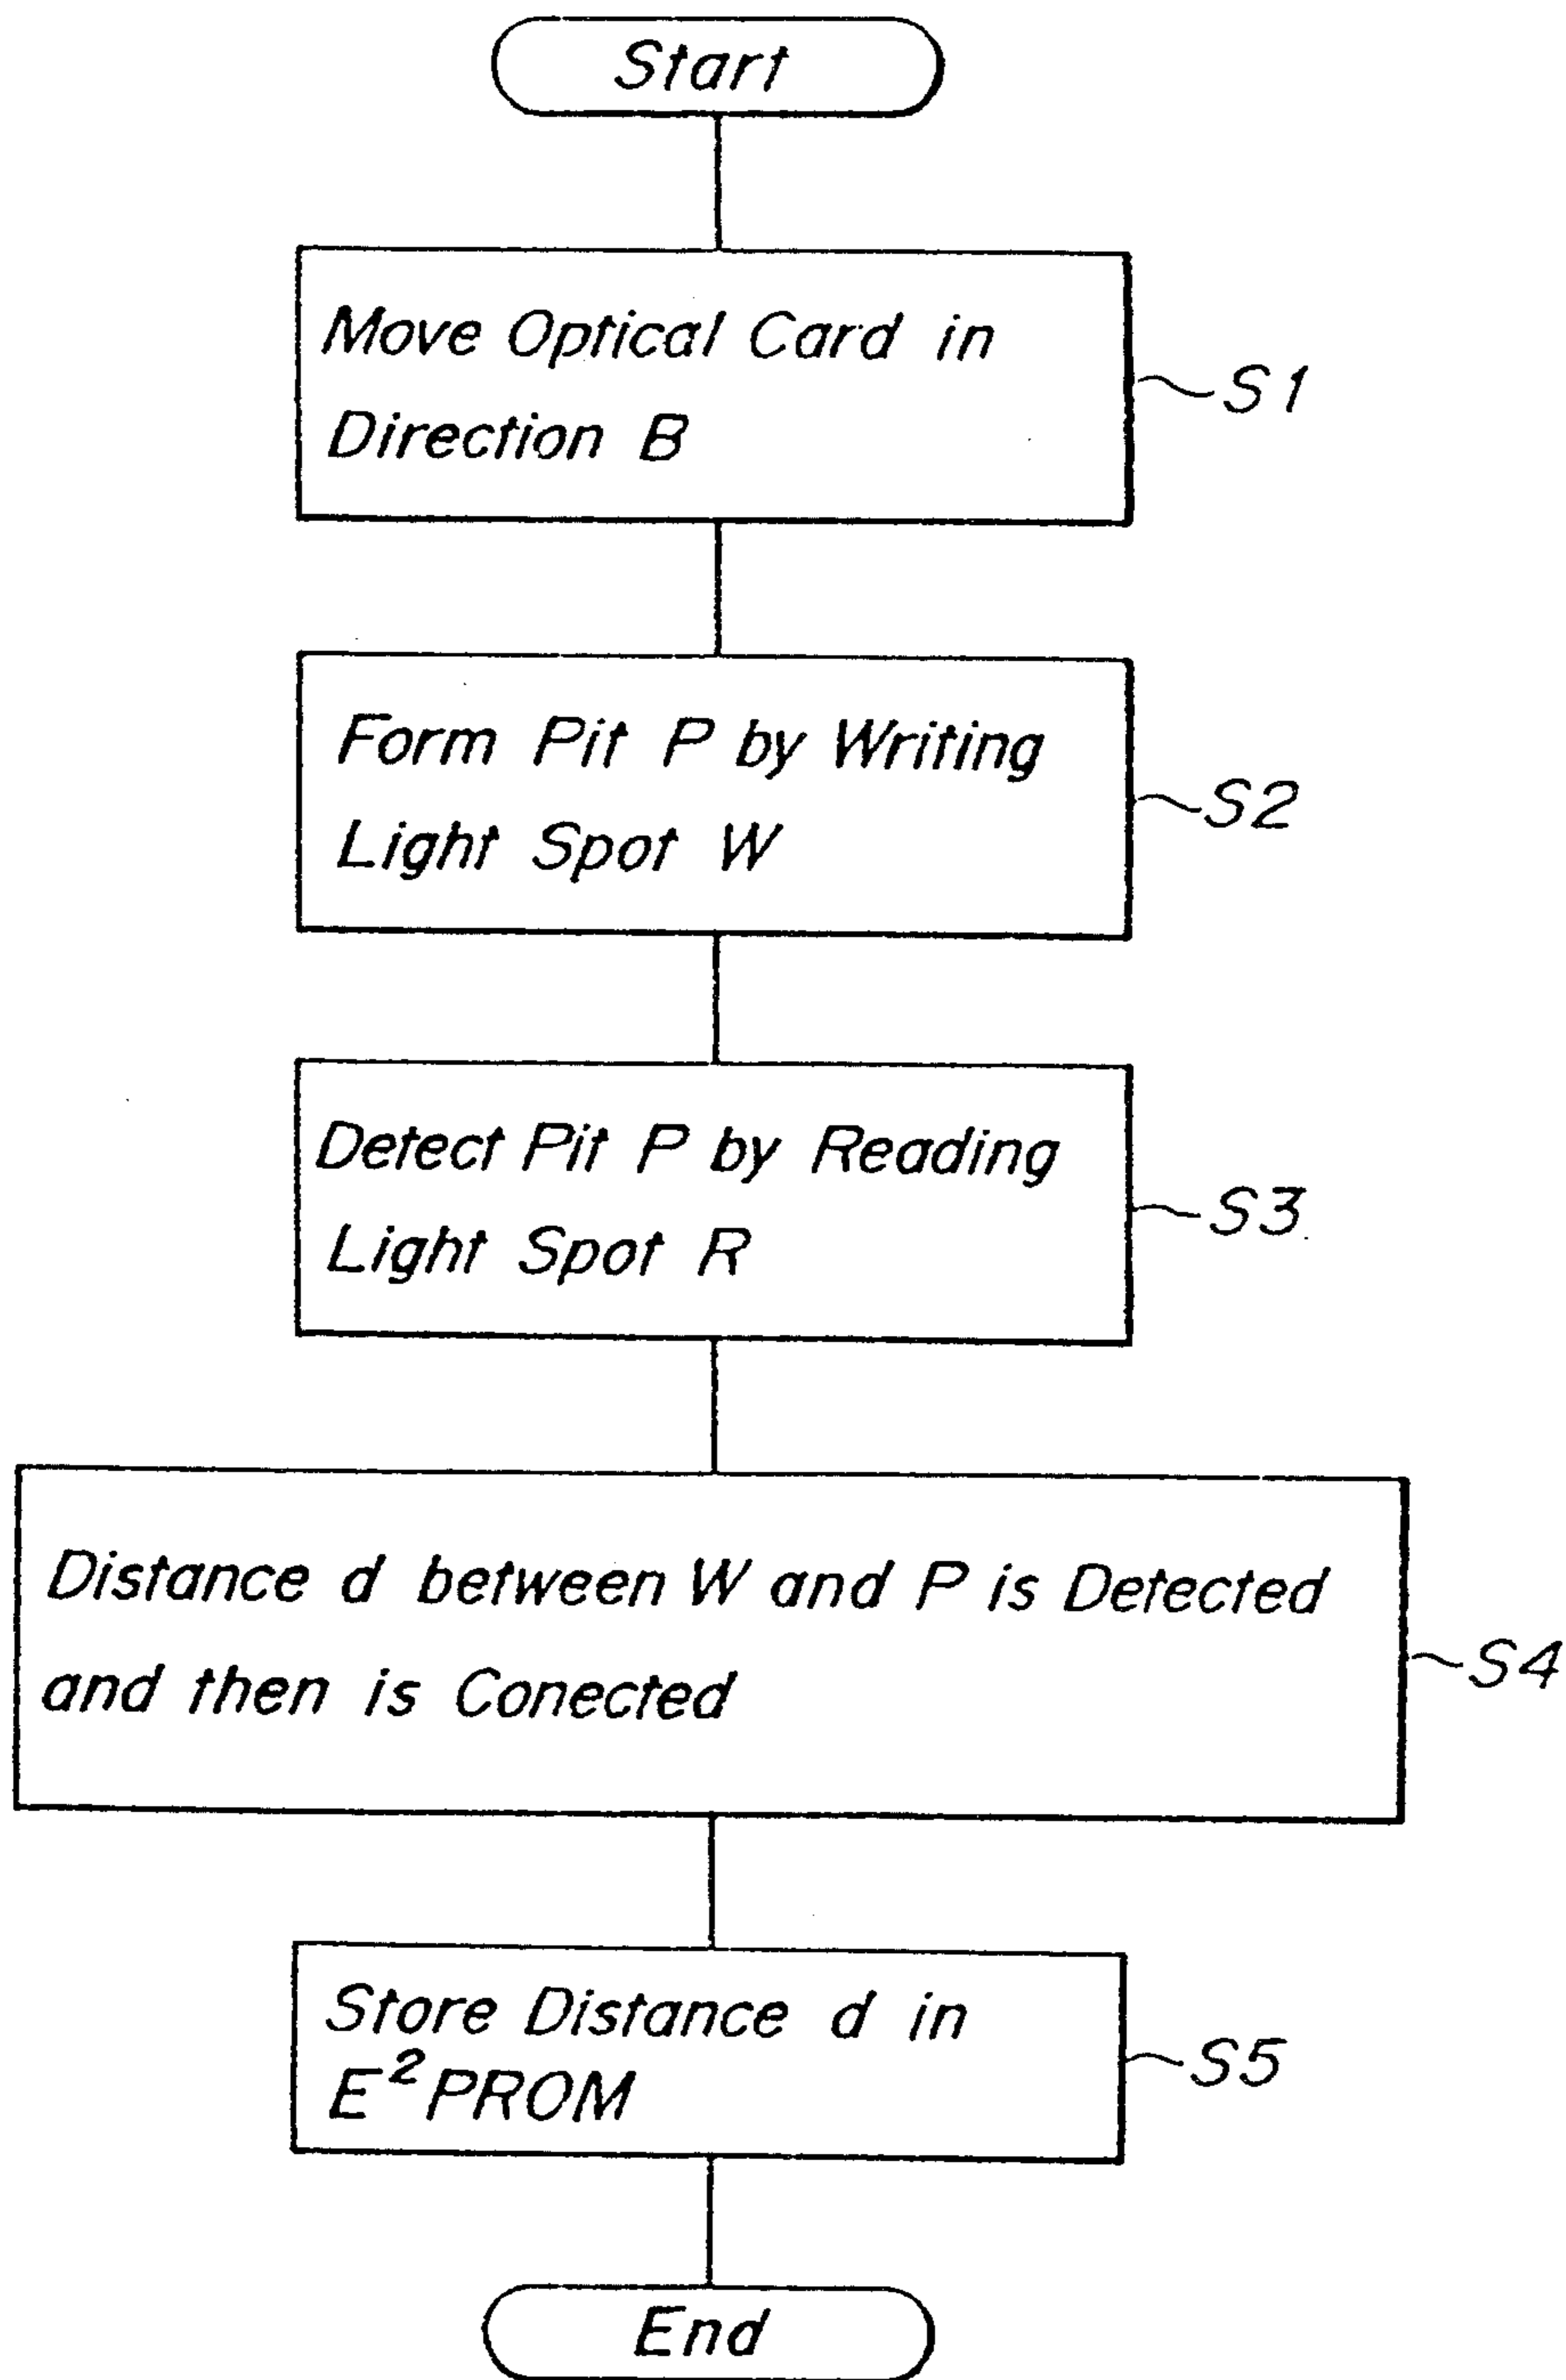 Start
Move Optical Card in
Direction B
S1
Form Pit P by Writing
Light Spot W
S2
Detect Pit P by Reading
Light Spot R
S3
Distance d between W and P is Detected
and then is Conected
S4
Store Distance d in
E²PROM
S5
End